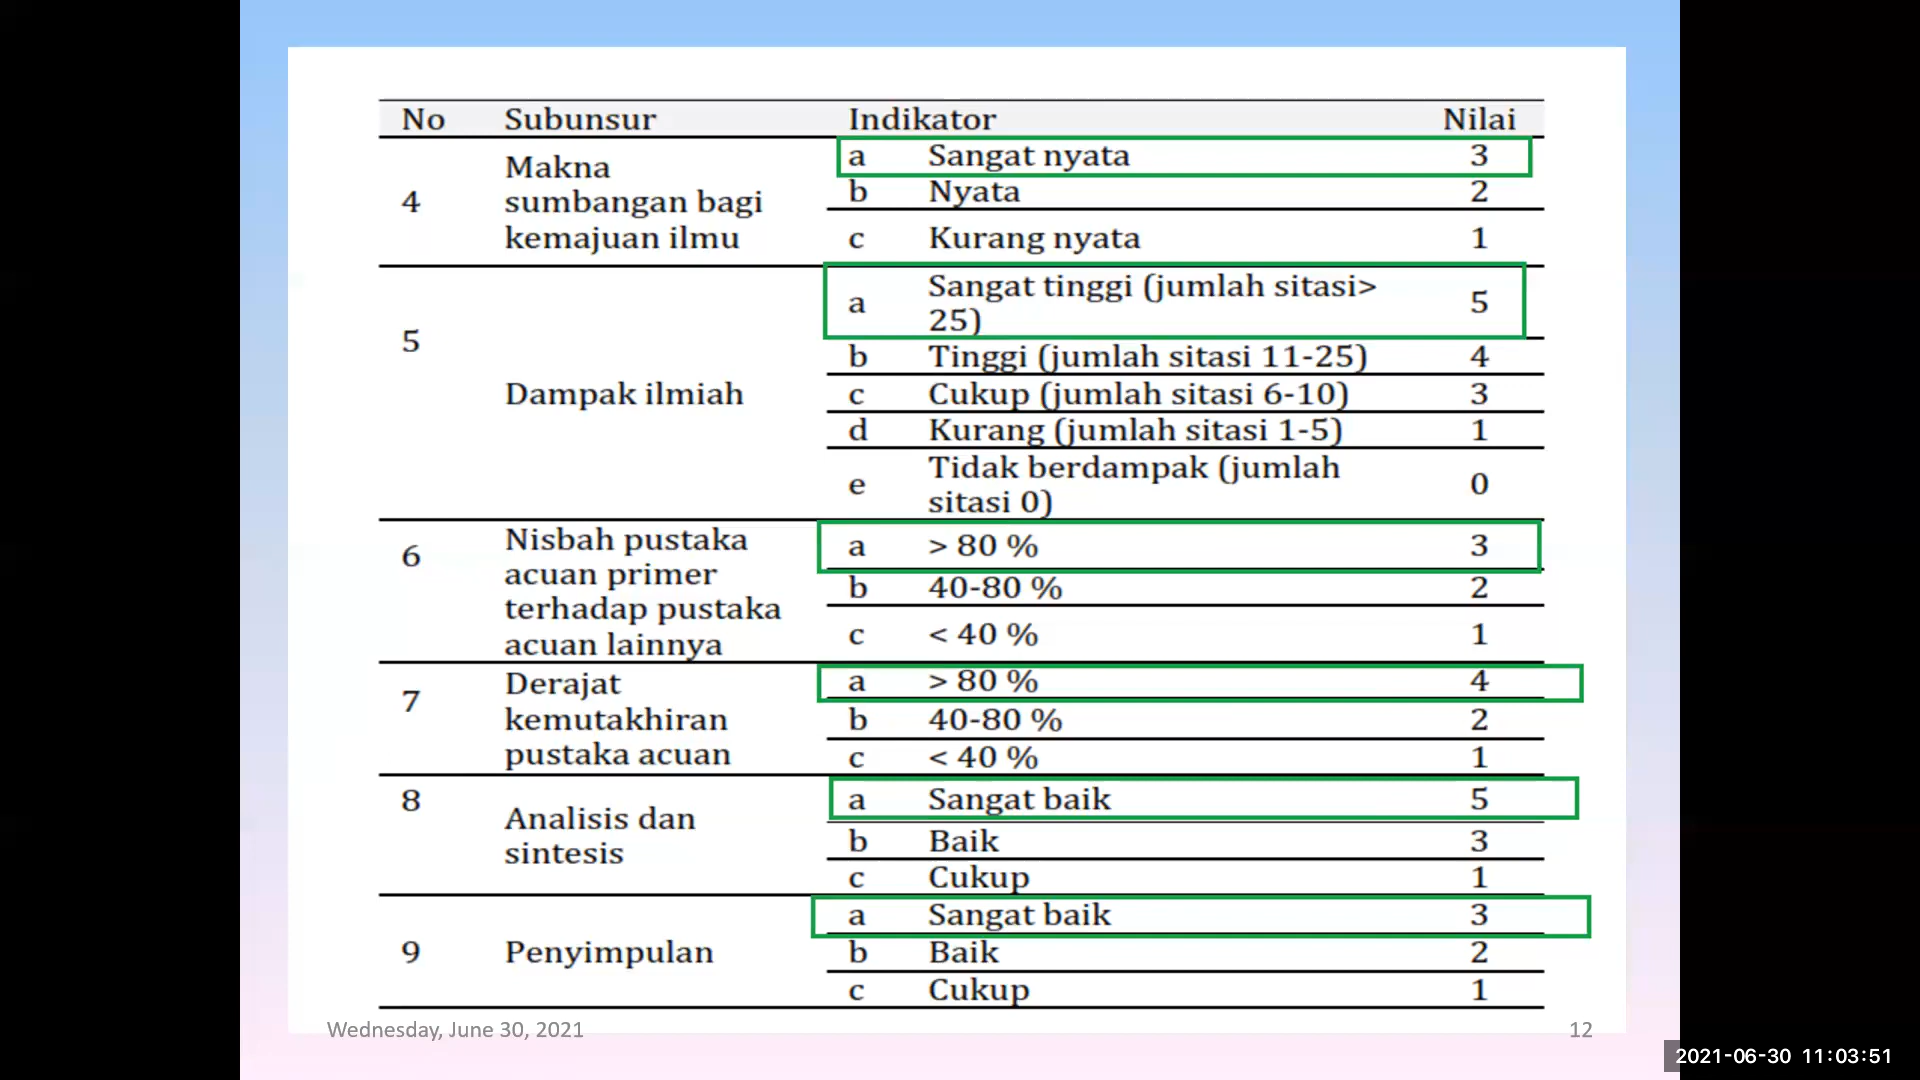 No Subunsur Indikator Nilai
4 Makna sumbangan bagi kemajuan ilmu
a Sangat nyata 3
b Nyata 2
c Kurang nyata 1
5 Dampak ilmiah
a Sangat tinggi (jumlah sitasi> 25) 5
b Tinggi (jumlah sitasi 11-25) 4
c Cukup (jumlah sitasi 6-10) 3
d Kurang (jumlah sitasi 1-5) 1
e Tidak berdampak (jumlah sitasi 0) 0
6 Nisbah pustaka acuan primer terhadap pustaka acuan lainnya
a > 80 % 3
b 40-80 % 2
c < 40 % 1
7 Derajat kemutakhiran pustaka acuan
a > 80 % 4
b 40-80 % 2
c < 40 % 1
8 Analisis dan sintesis
a Sangat baik 5
b Baik 3
c Cukup 1
9 Penyimpulan
a Sangat baik 3
b Baik 2
c Cukup 1
Wednesday, June 30, 2021
12
2021-06-30 11:03:51